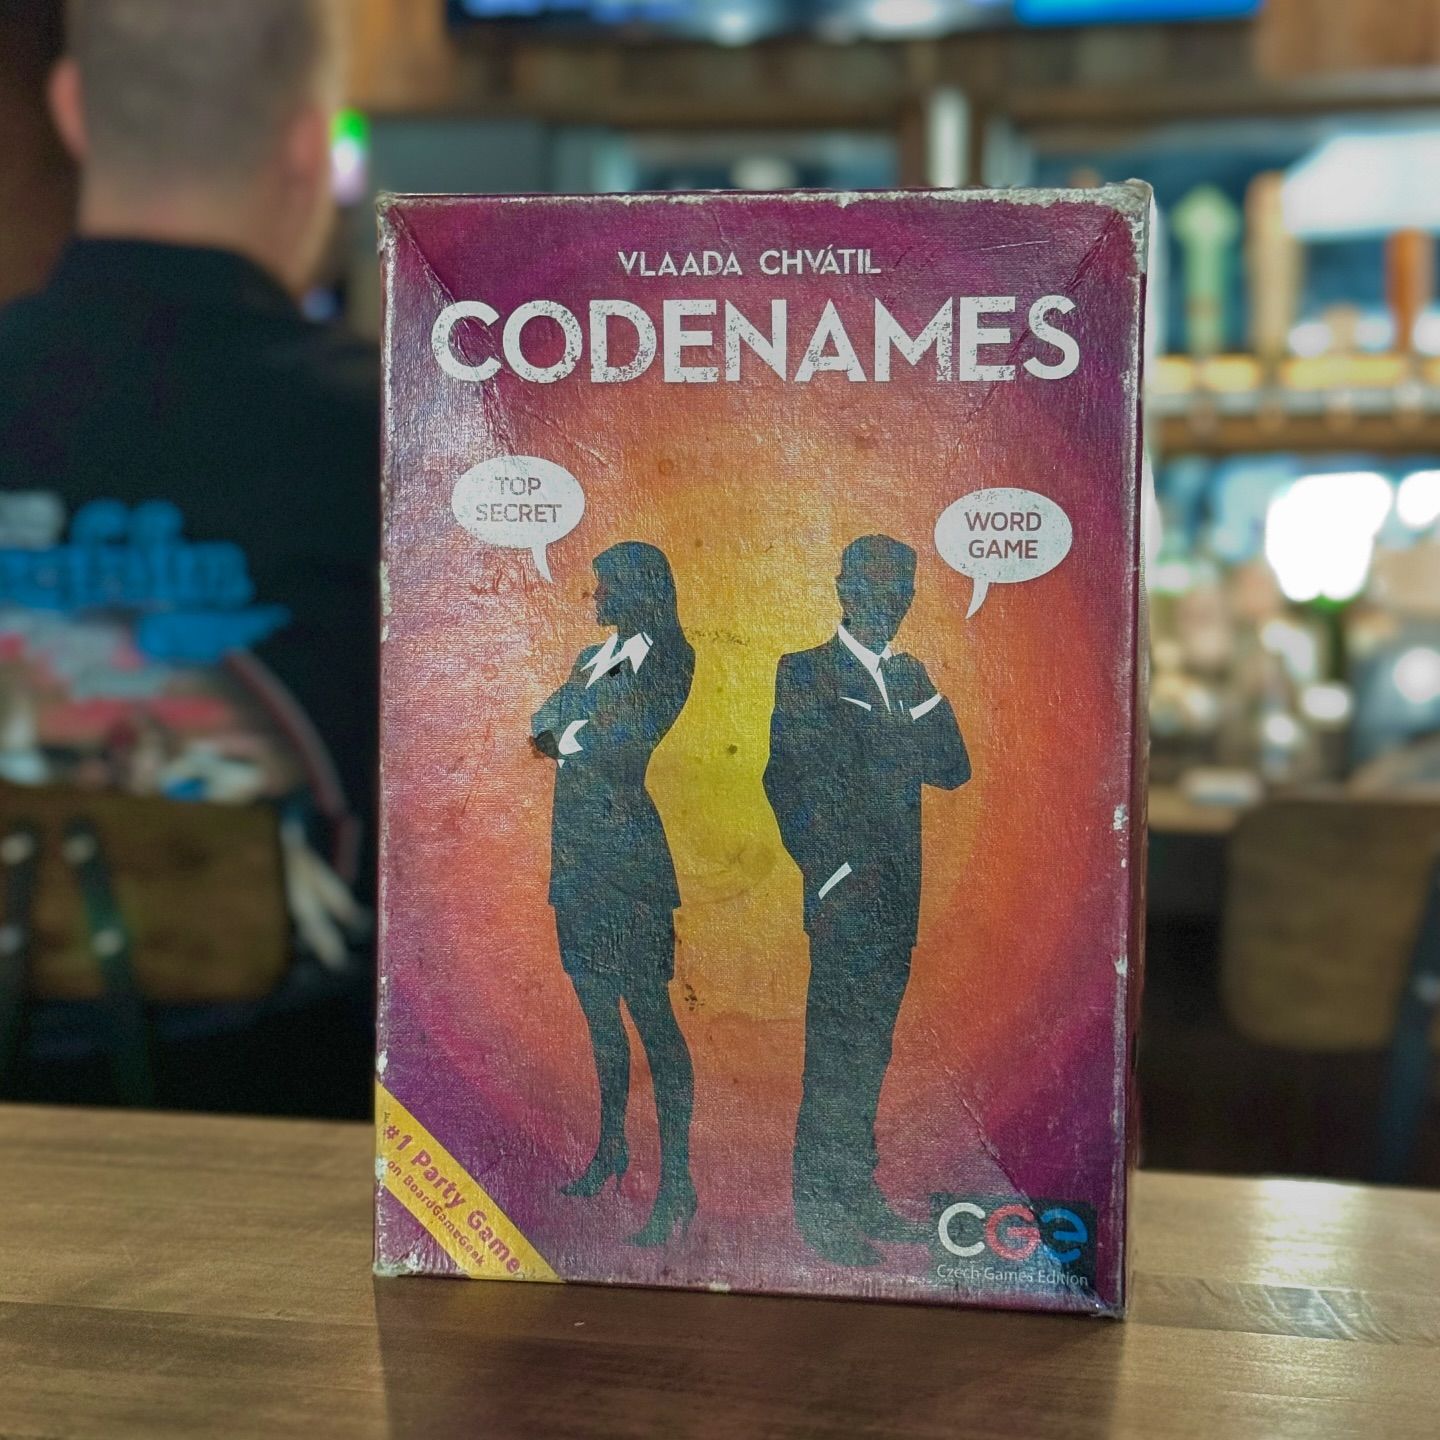 VLAADA CHVÁTIL
CODENAMES
TOP
SECRET
WORD
GAME
#1 Party Game
on BoardGameGeek
CGE
Czech Games Edition